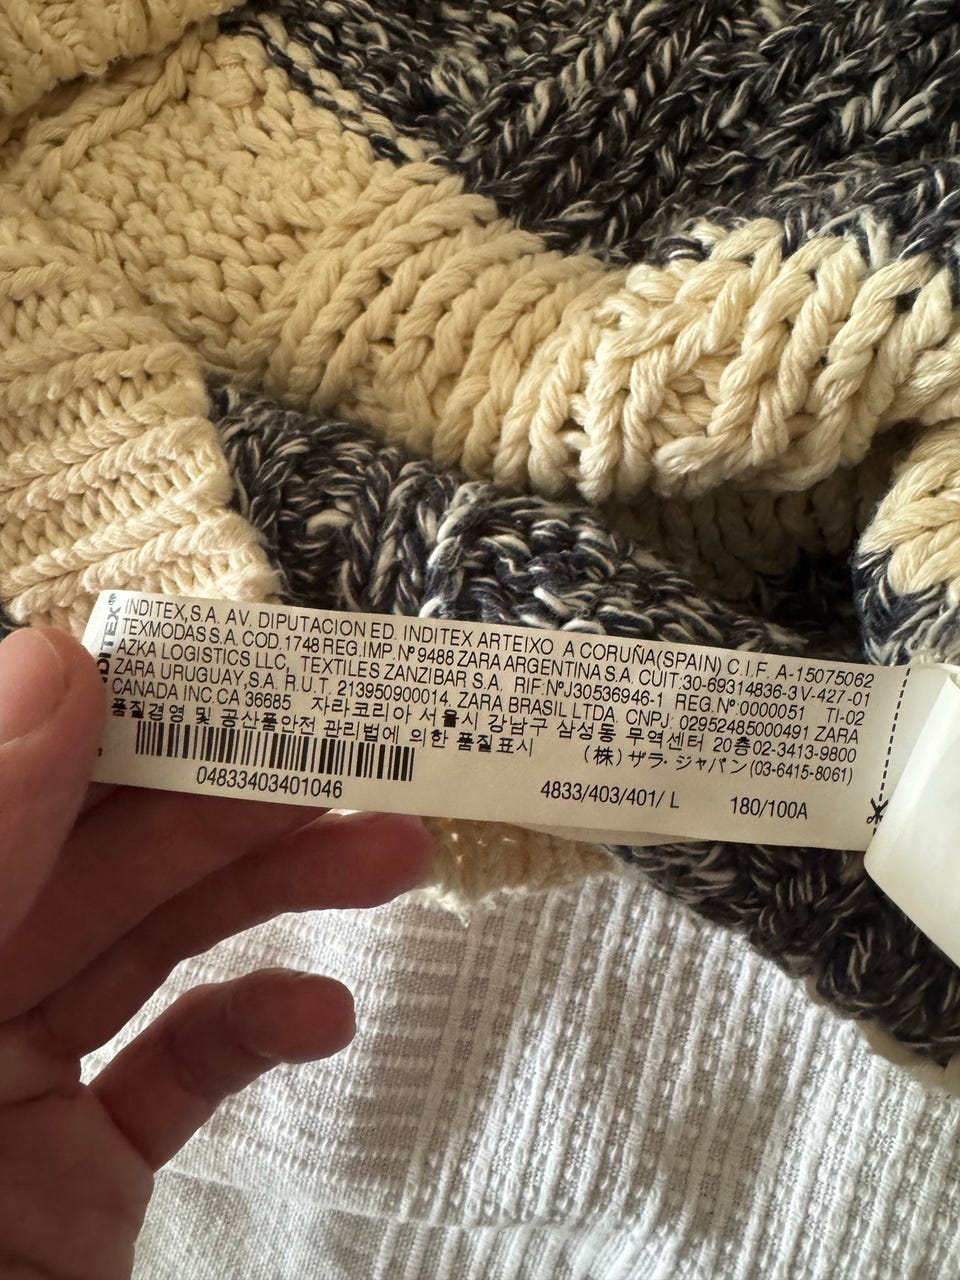 INDITEX, S.A. AV. DIPUTACION ED. INDITEX ARTEIXO A CORUÑA(SPAIN) C.I.F. A-15075062
TEXMODAS S.A. COD.1748 REG.IMP.Nº 9488 ZARA ARGENTINA S.A. CUIT:30-69314836-3 V-427-01
AZKA LOGISTICS LLC, TEXTILES ZANZIBAR S.A. RIF:NºJ30536946-1 REG.Nº:0000051 TI-02
ZARA URUGUAY,S.A. R.U.T. 213950900014, ZARA BRASIL LTDA. CNPJ: 02952485000491 ZARA
CANADA INC.CA 36685 자라코리아 서울시 강남구 삼성동 무역센터 20층 02-3413-9800
품질경영 및 공산품안전 관리법에 의한 품질표시 (株) ザラ・ジャパン (03-6415-8061)
04833403401046 4833/403/401/ L 180/100A